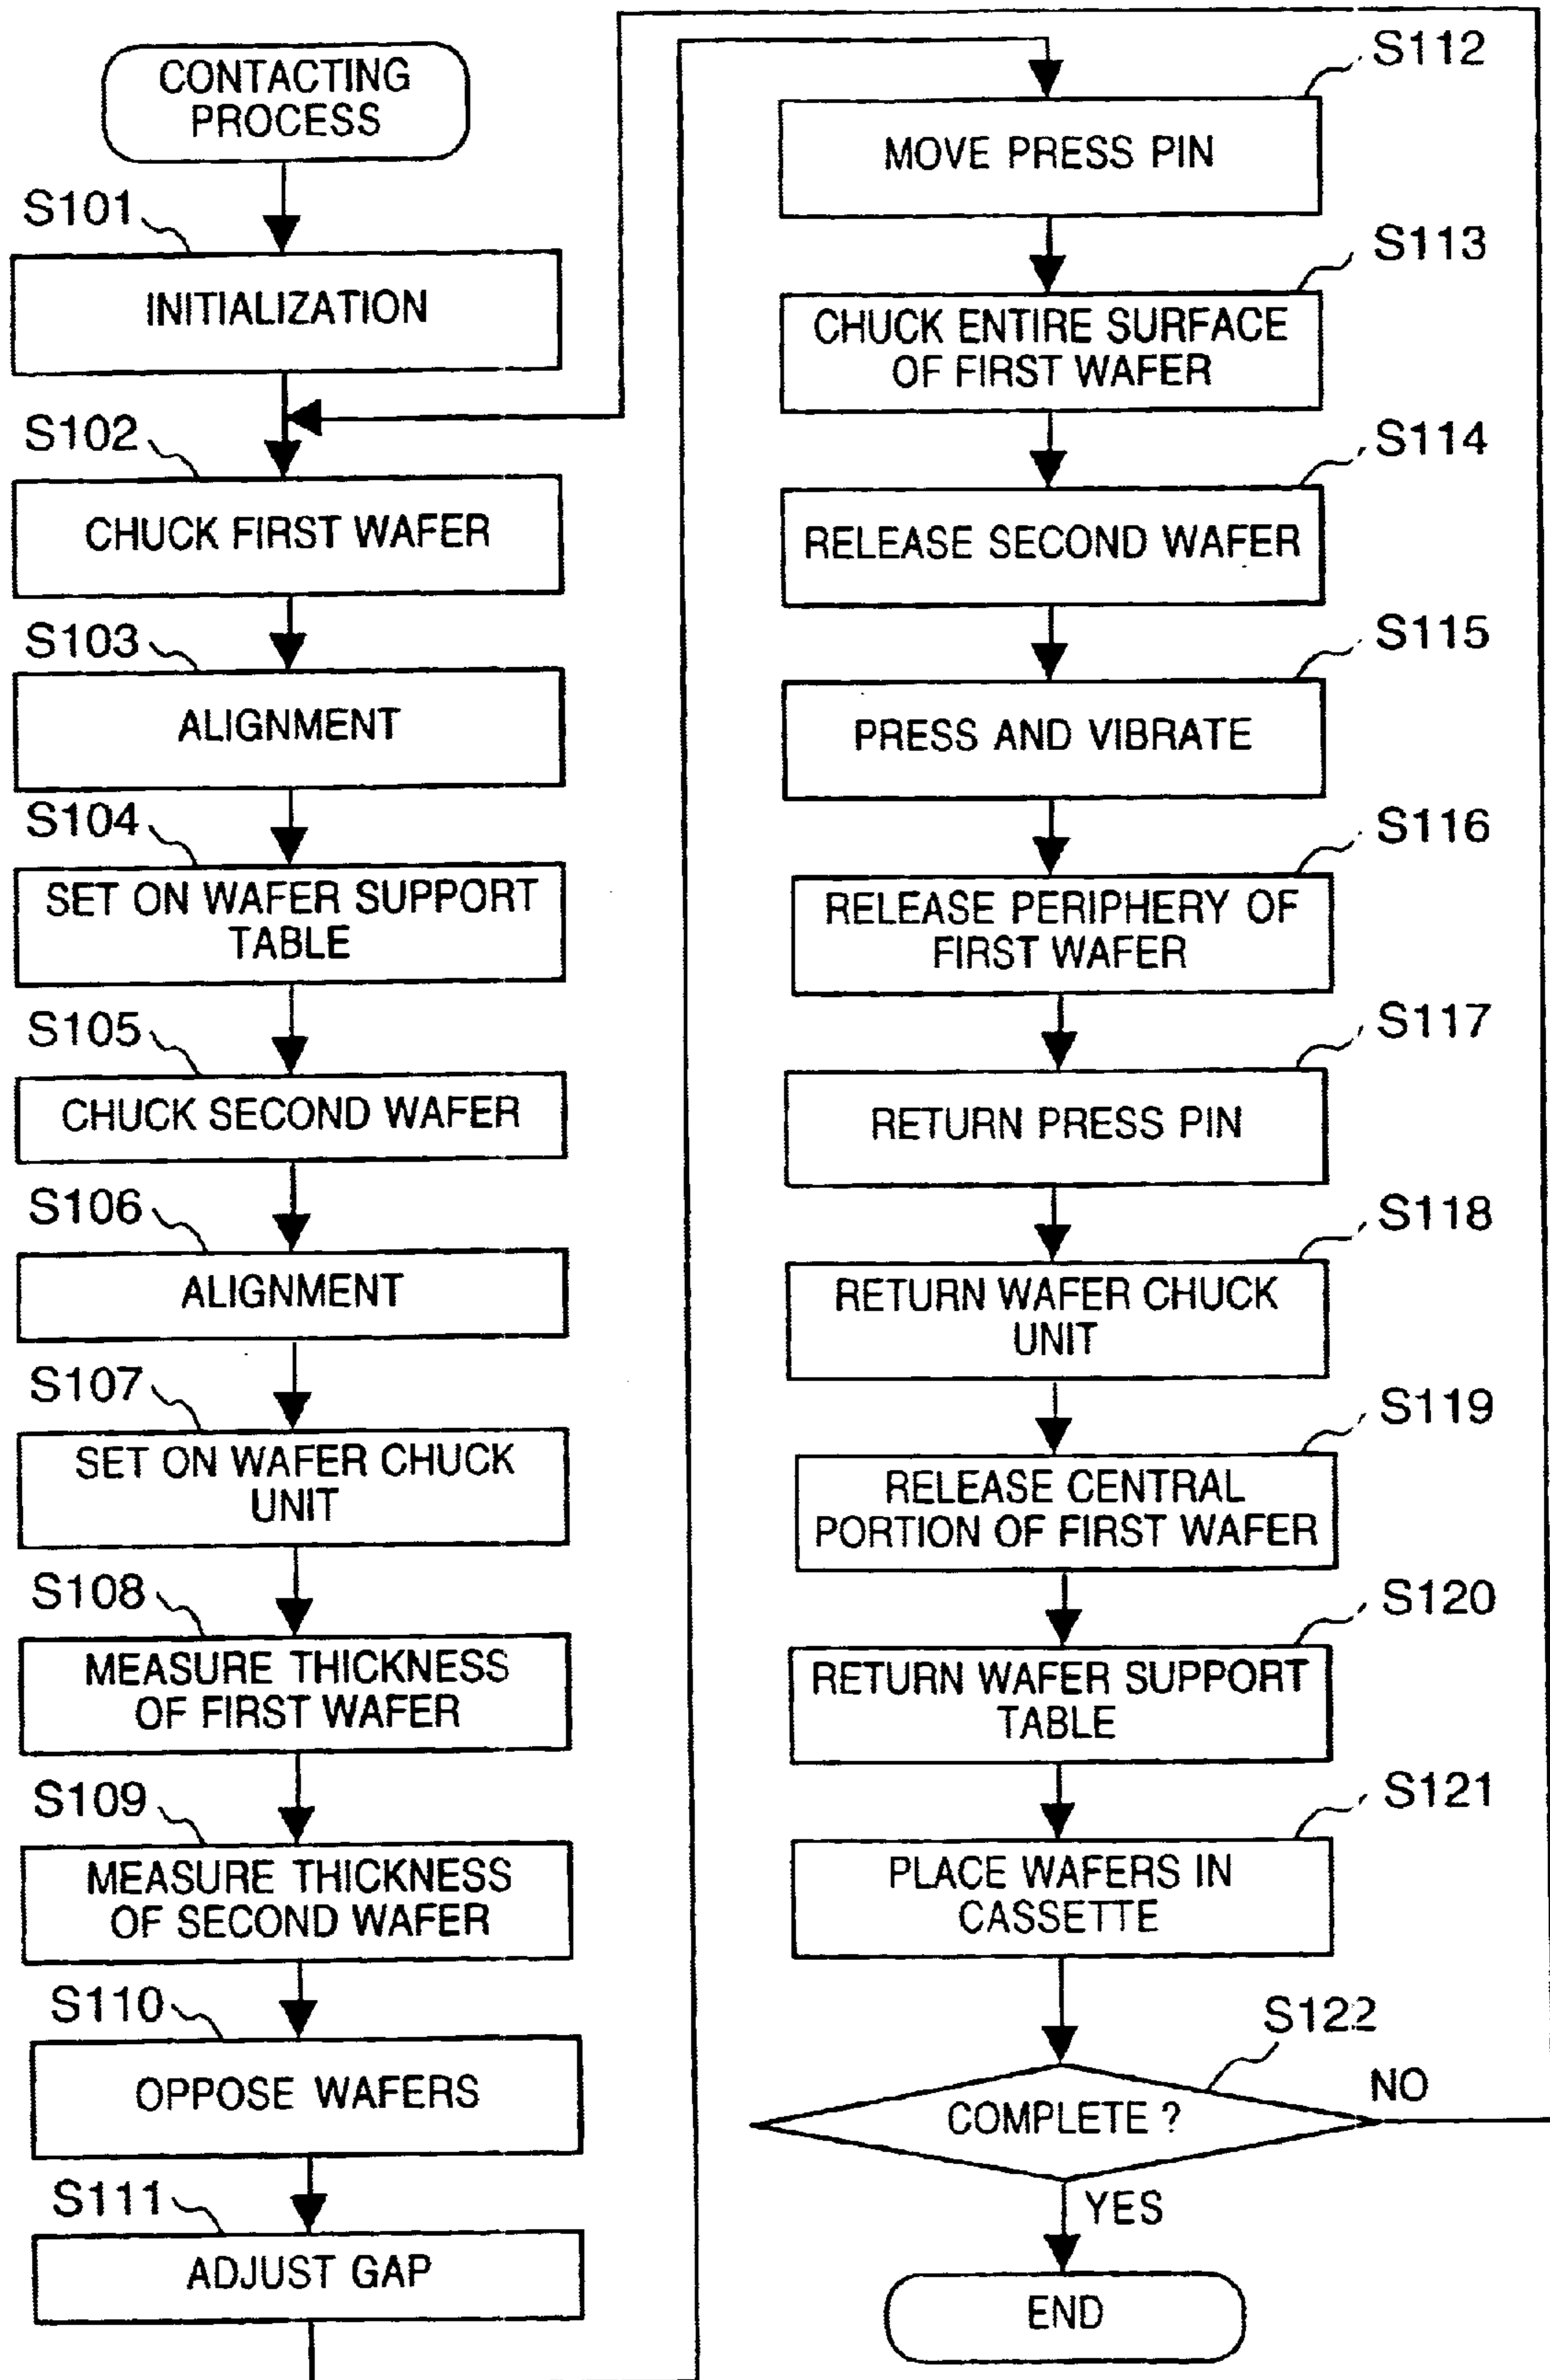 CONTACTING
PROCESS
S101
INITIALIZATION
S102
CHUCK FIRST WAFER
S103
ALIGNMENT
S104
SET ON WAFER SUPPORT
TABLE
S105
CHUCK SECOND WAFER
S106
ALIGNMENT
S107
SET ON WAFER CHUCK
UNIT
S108
MEASURE THICKNESS
OF FIRST WAFER
S109
MEASURE THICKNESS
OF SECOND WAFER
S110
OPPOSE WAFERS
S111
ADJUST GAP
S112
MOVE PRESS PIN
S113
CHUCK ENTIRE SURFACE
OF FIRST WAFER
S114
RELEASE SECOND WAFER
S115
PRESS AND VIBRATE
S116
RELEASE PERIPHERY OF
FIRST WAFER
S117
RETURN PRESS PIN
S118
RETURN WAFER CHUCK
UNIT
S119
RELEASE CENTRAL
PORTION OF FIRST WAFER
S120
RETURN WAFER SUPPORT
TABLE
S121
PLACE WAFERS IN
CASSETTE
S122
COMPLETE ?
NO
YES
END